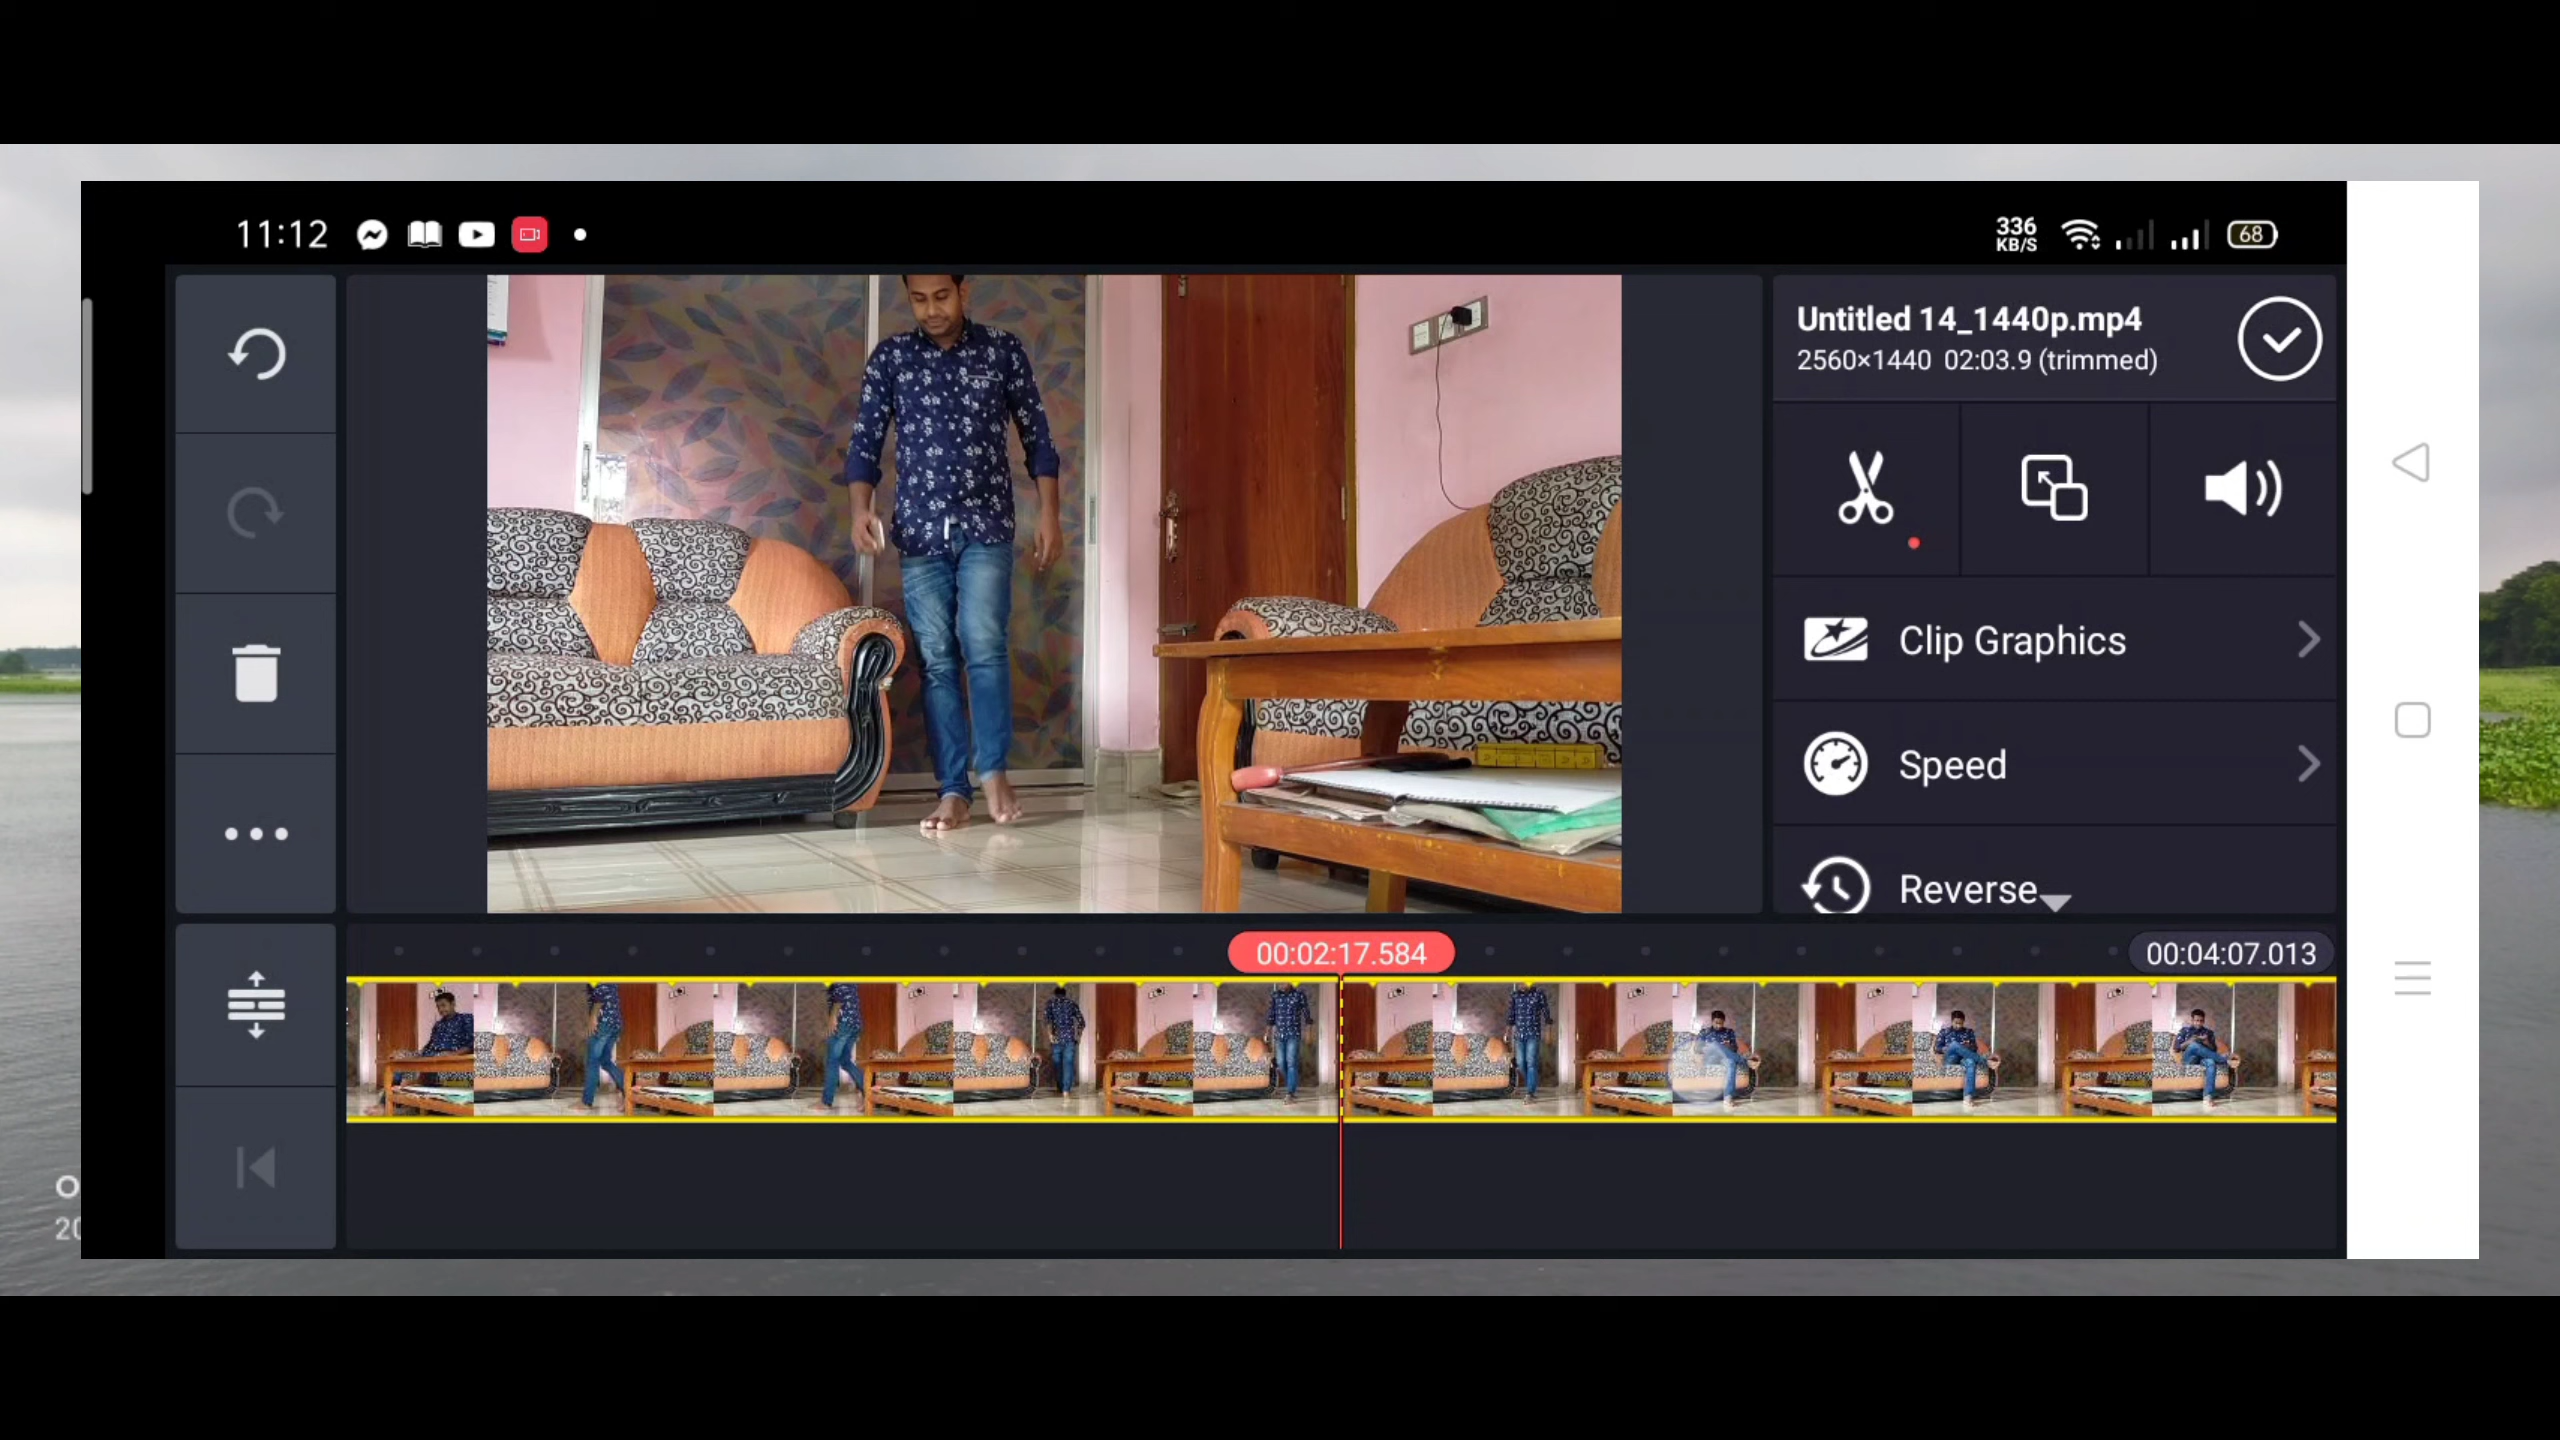 11:12
336
KB/S
68
Untitled 14_1440p.mp4
2560×1440 02:03.9 (trimmed)
Clip Graphics
Speed
Reverse
00:02:17.584
00:04:07.013
O
20